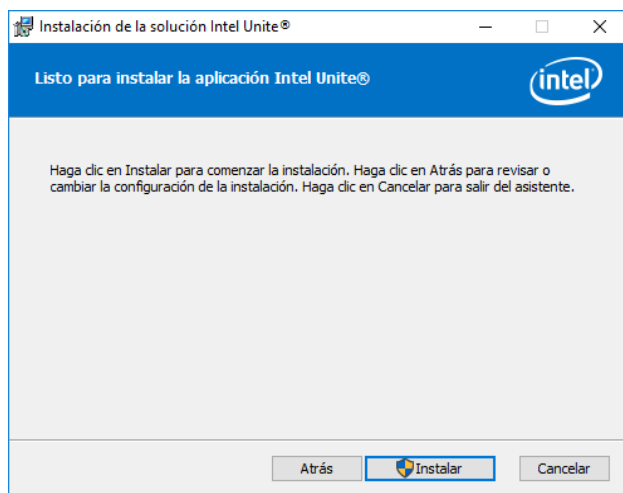 Instalación de la solución Intel Unite®
Listo para instalar la aplicación Intel Unite®
intel
Haga clic en Instalar para comenzar la instalación. Haga clic en Atrás para revisar o
cambiar la configuración de la instalación. Haga clic en Cancelar para salir del asistente.
Atrás
Instalar
Cancelar